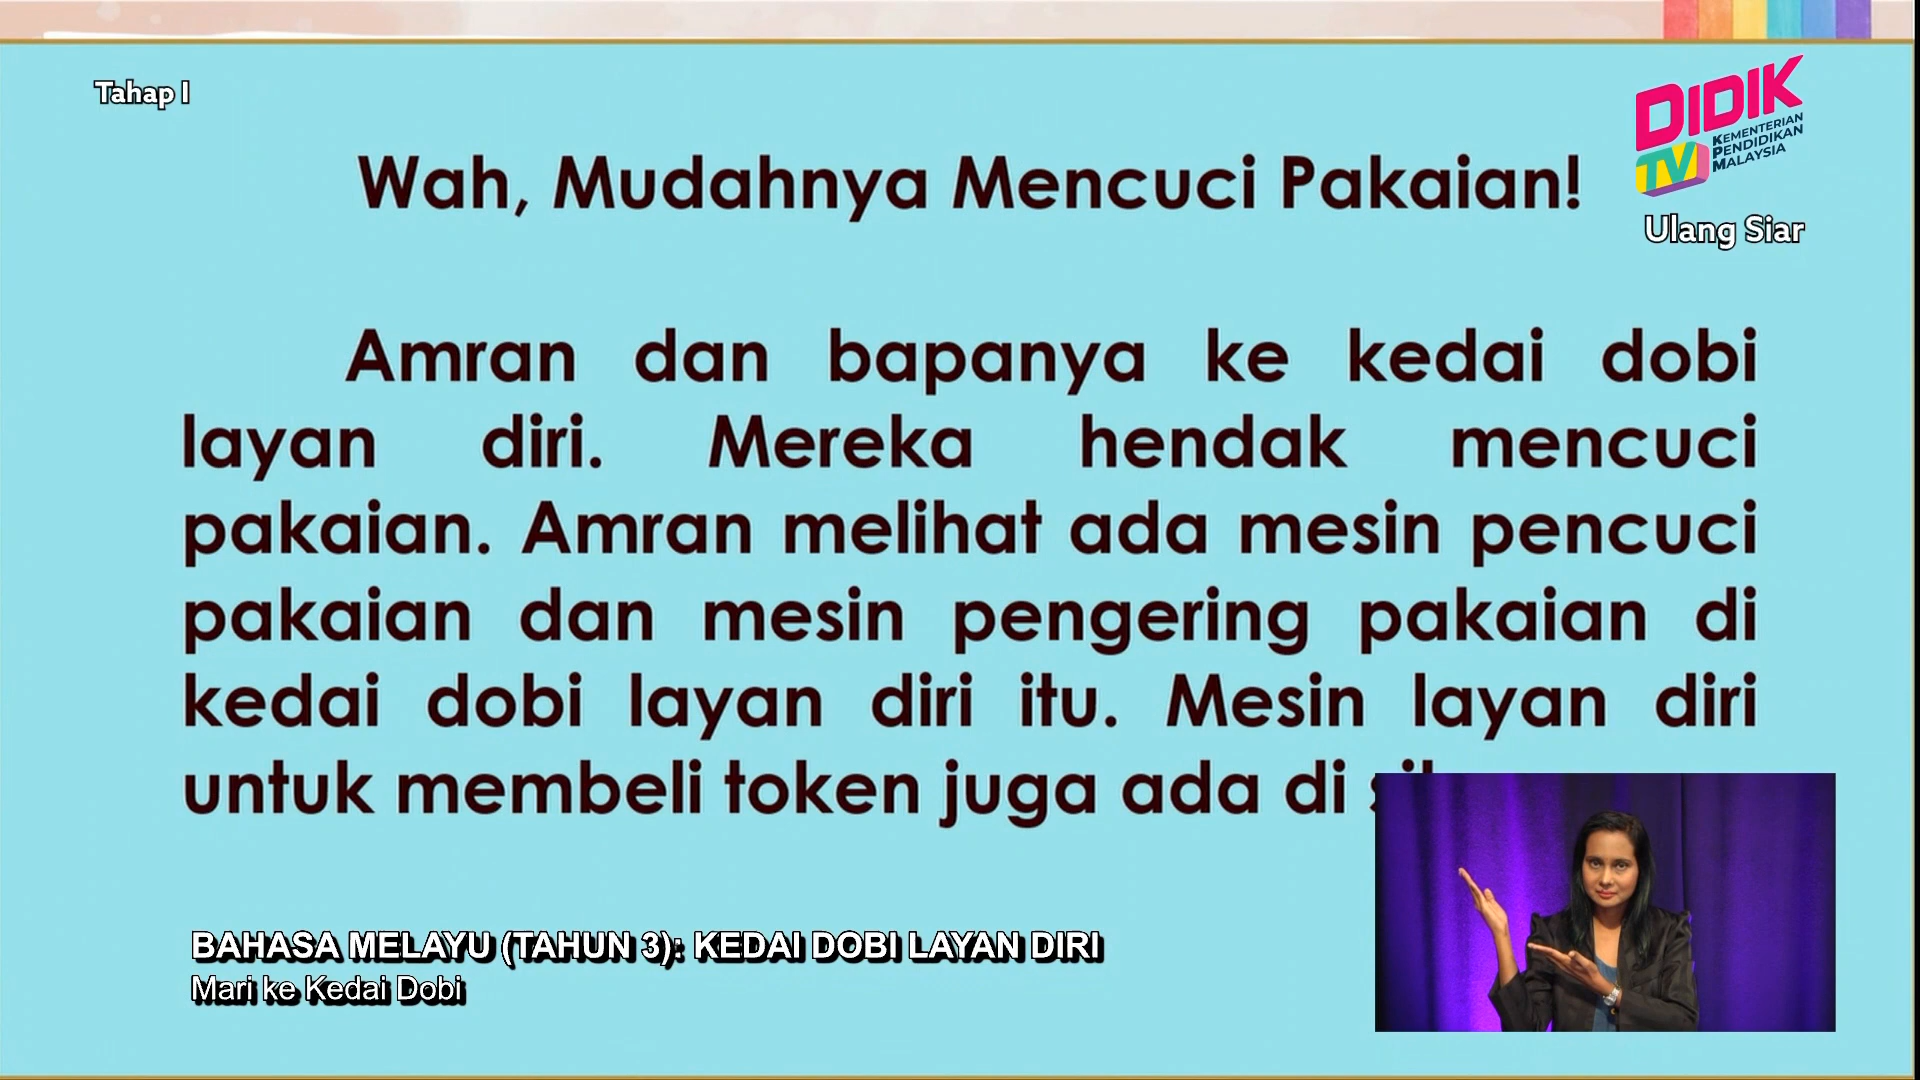 Tahap I
DIDIK
TV
KEMENTERIAN
PENDIDIKAN
MALAYSIA
Ulang Siar
Wah, Mudahnya Mencuci Pakaian!
Amran dan bapanya ke kedai dobi
layan diri. Mereka hendak mencuci
pakaian. Amran melihat ada mesin pencuci
pakaian dan mesin pengering pakaian di
kedai dobi layan diri itu. Mesin layan diri
untuk membeli token juga ada di
BAHASA MELAYU (TAHUN 3): KEDAI DOBI LAYAN DIRI
Mari ke Kedai Dobi